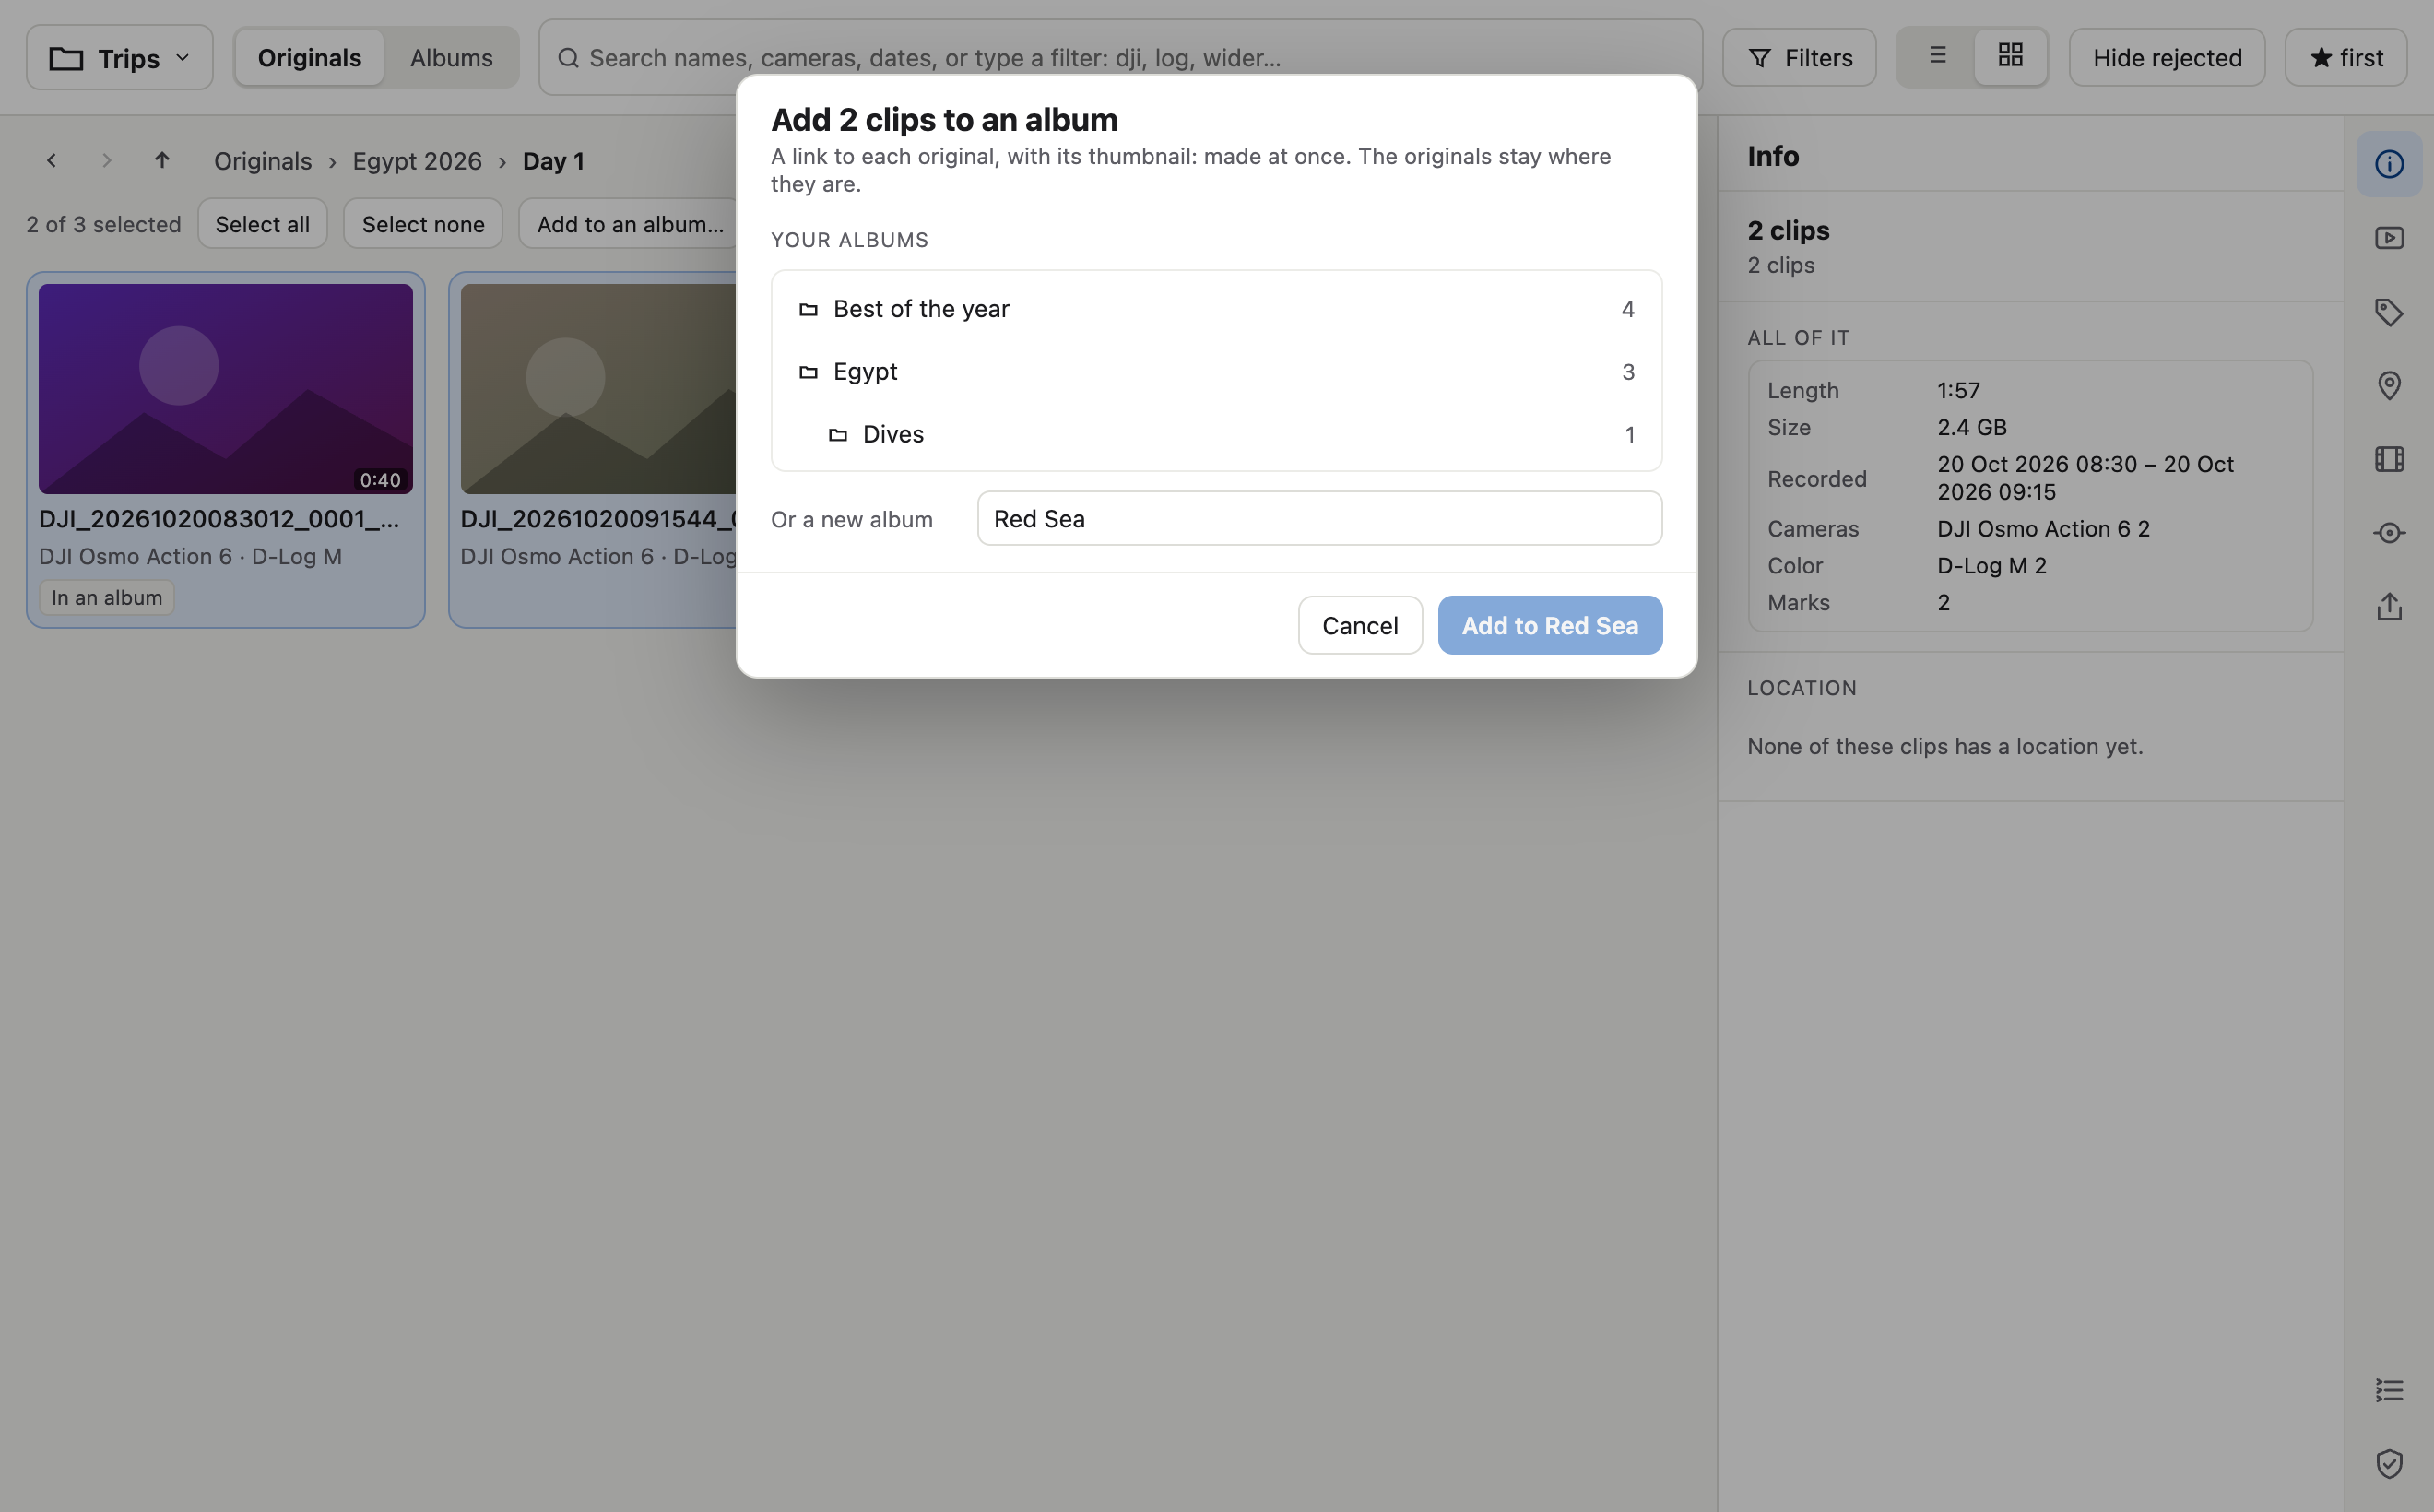 Trips
Originals
Albums
Search names, cameras, dates, or type a filter: dji, log, wider...
Filters
Hide rejected
★ first
Originals › Egypt 2026 › Day 1
2 of 3 selected
Select all
Select none
Add to an album...
0:40
DJI_20261020083012_0001_...
DJI Osmo Action 6 · D-Log M
In an album
DJI_20261020091544_
DJI Osmo Action 6 · D-Log
Add 2 clips to an album
A link to each original, with its thumbnail: made at once. The originals stay where
they are.
YOUR ALBUMS
Best of the year 4
Egypt 3
Dives 1
Or a new album
Red Sea
Cancel
Add to Red Sea
Info
2 clips
2 clips
ALL OF IT
Length 1:57
Size 2.4 GB
Recorded 20 Oct 2026 08:30 – 20 Oct
2026 09:15
Cameras DJI Osmo Action 6 2
Color D-Log M 2
Marks 2
LOCATION
None of these clips has a location yet.